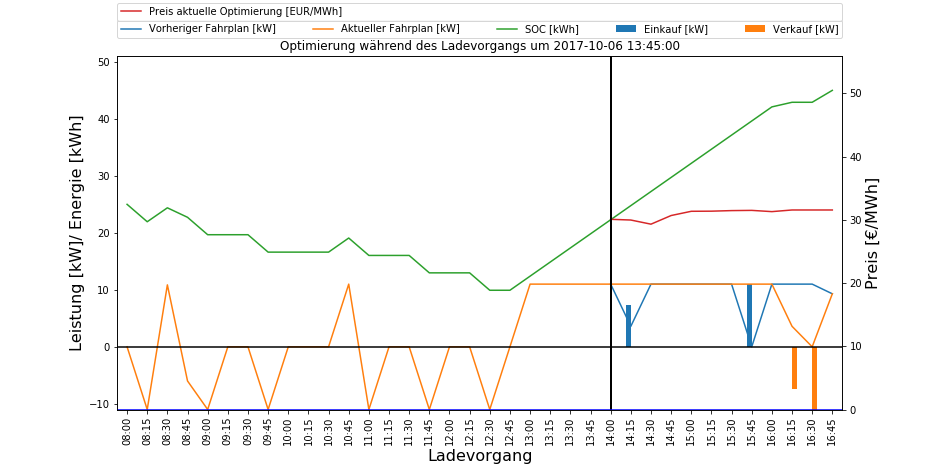 Preis aktuelle Optimierung [EUR/MWh]
Vorheriger Fahrplan [kW] Aktueller Fahrplan [kW] SOC [kWh] Einkauf [kW] Verkauf [kW]
Optimierung während des Ladevorgangs um 2017-10-06 13:45:00
Leistung [kW]/ Energie [kWh]
50
40
30
20
10
0
−10
Preis [€/MWh]
50
40
30
20
10
0
08:00 08:15 08:30 08:45 09:00 09:15 09:30 09:45 10:00 10:15 10:30 10:45 11:00 11:15 11:30 11:45 12:00 12:15 12:30 12:45 13:00 13:15 13:30 13:45 14:00 14:15 14:30 14:45 15:00 15:15 15:30 15:45 16:00 16:15 16:30 16:45
Ladevorgang